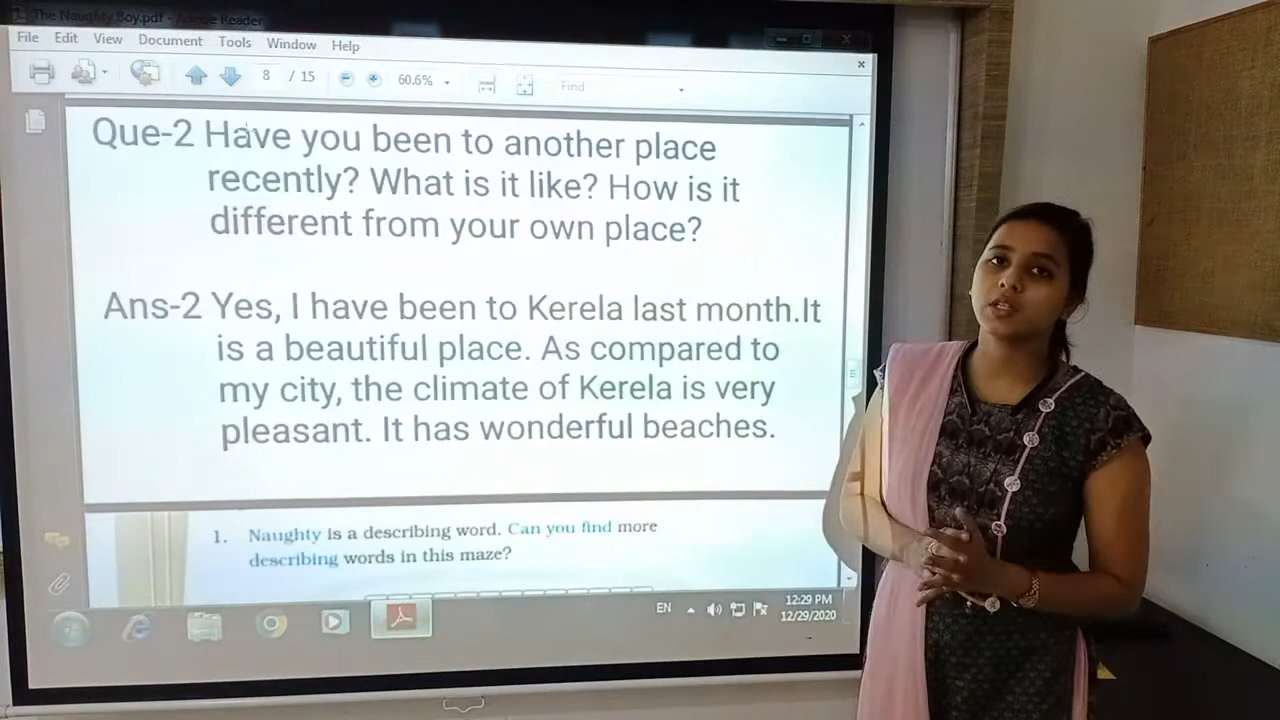 The Naughty Boy.pdf - Adobe Reader
File Edit View Document Tools Window Help
8 / 15 60.6% Find
Que-2 Have you been to another place
recently? What is it like? How is it
different from your own place?
Ans-2 Yes, I have been to Kerela last month.It
is a beautiful place. As compared to
my city, the climate of Kerela is very
pleasant. It has wonderful beaches.
1. Naughty is a describing word. Can you find more
describing words in this maze?
EN
12:29 PM
12/29/2020